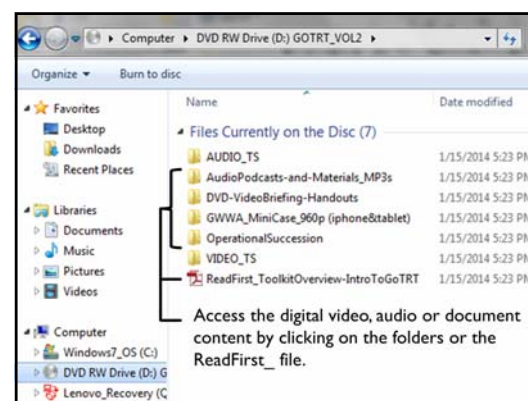 Computer ▸ DVD RW Drive (D:) GOTRT_VOL2 ▸
Organize ▾ Burn to disc
Favorites
Desktop
Downloads
Recent Places
Libraries
Documents
Music
Pictures
Videos
Computer
Windows7_OS (C:)
DVD RW Drive (D:) G
Lenovo_Recovery (Q
Name Date modified
Files Currently on the Disc (7)
AUDIO_TS 1/15/2014 5:23 PM
AudioPodcasts-and-Materials_MP3s 1/15/2014 5:23 PM
DVD-VideoBriefing-Handouts 1/15/2014 5:23 PM
GWWA_MiniCase_960p (iphone&tablet) 1/15/2014 5:23 PM
OperationalSuccession 1/15/2014 5:23 PM
VIDEO_TS 1/15/2014 5:23 PM
ReadFirst_ToolkitOverview-IntroToGoTRT 1/15/2014 5:23 PM
Access the digital video, audio or document
content by clicking on the folders or the
ReadFirst_ file.